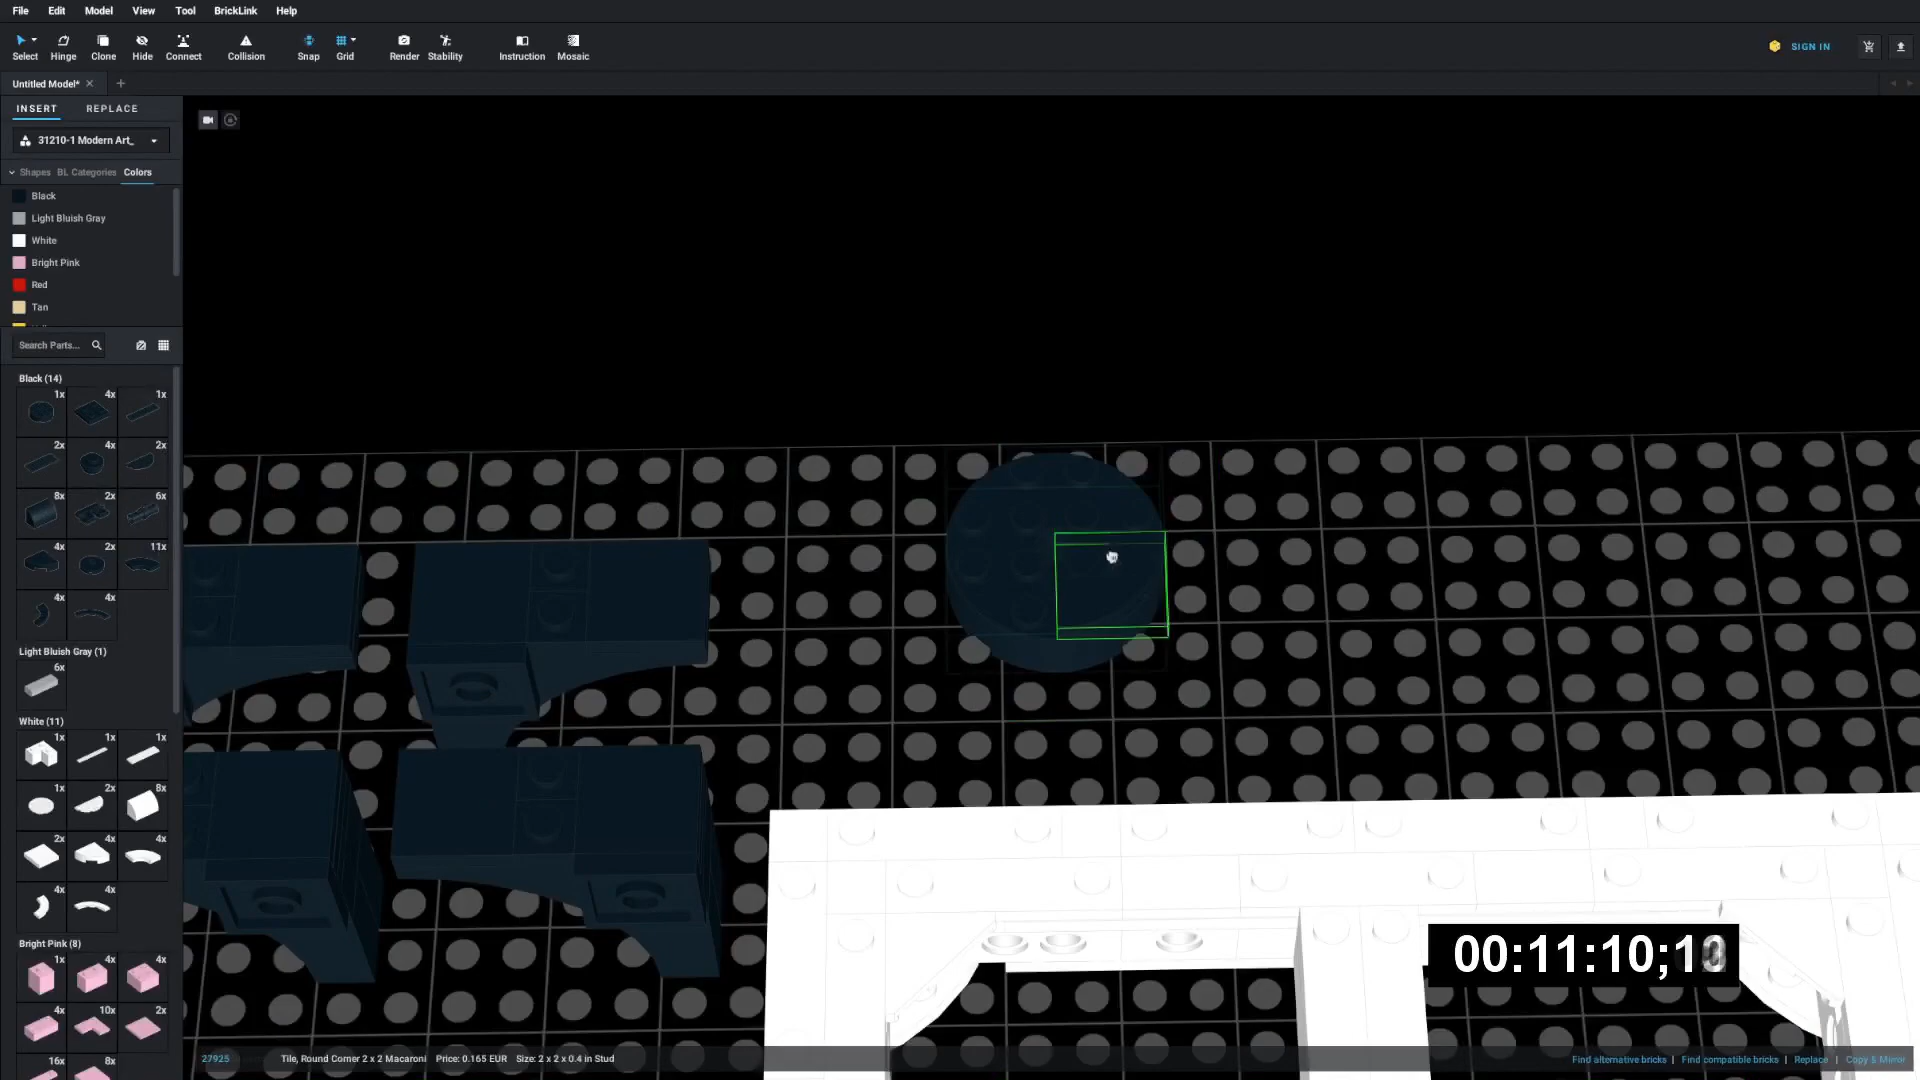 File Edit Model View Tool BrickLink Help
Select Hinge Clone Hide Connect Collision Snap Grid Render Stability Instruction Mosaic
SIGN IN
Untitled Model*
INSERT REPLACE
31210-1 Modern Art_
Shapes BL Categories Colors
Black
Light Bluish Gray
White
Bright Pink
Red
Tan
Search Parts...
Black (14)
1x 4x 1x
2x 4x 2x
8x 2x 6x
4x 2x 11x
4x 4x
Light Bluish Gray (1)
6x
White (11)
1x 1x 1x
1x 2x 8x
2x 4x 4x
4x 4x
Bright Pink (8)
1x 4x 4x
4x 10x 2x
16x 8x
00:11:10;1
27925 Tile, Round Corner 2 x 2 Macaroni Price: 0.165 EUR Size: 2 x 2 x 0.4 in Stud
Find alternative bricks | Find compatible bricks | Replace | Copy & Mirror